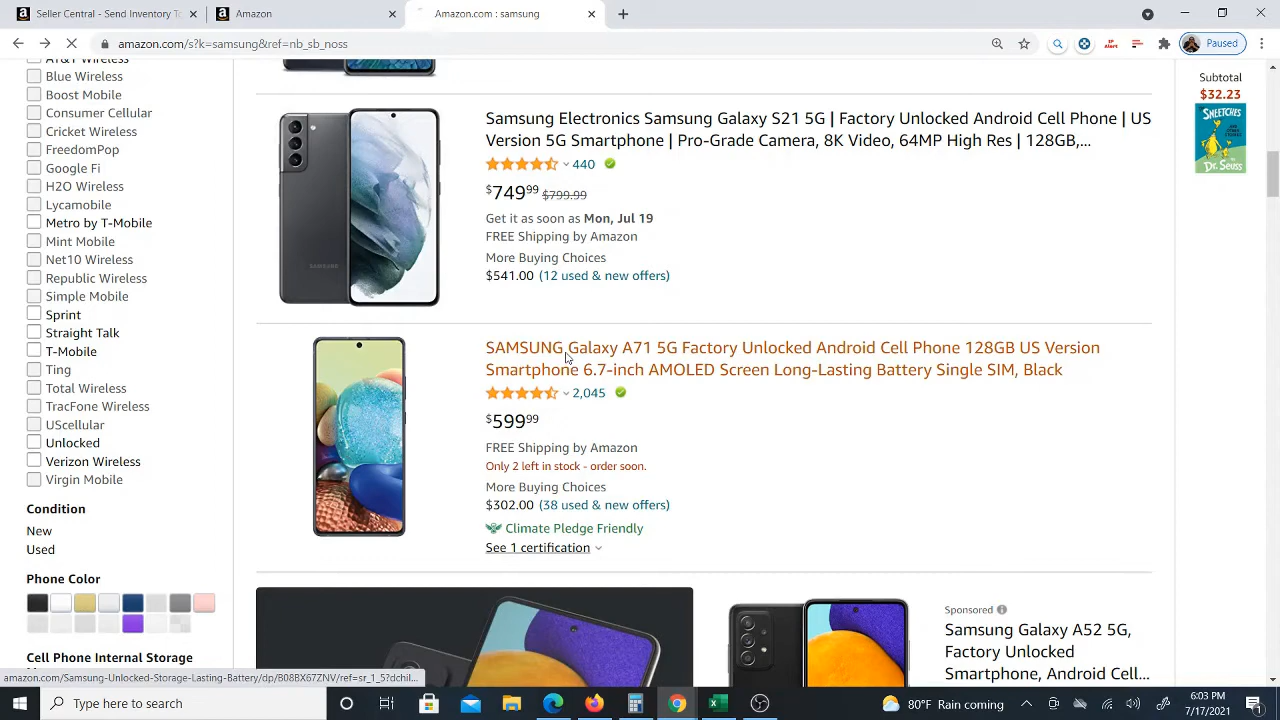 Seller Central - Send Inventory To
Amazon
Amazon.com : samsung
amazon.com/s?k=samsung&ref=nb_sb_noss
Paused
AT&T Wireless
Blue Wireless
Boost Mobile
Consumer Cellular
Cricket Wireless
FreedomPop
Google Fi
H2O Wireless
Lycamobile
Metro by T-Mobile
Mint Mobile
Net10 Wireless
Republic Wireless
Simple Mobile
Sprint
Straight Talk
T-Mobile
Ting
Total Wireless
TracFone Wireless
UScellular
Unlocked
Verizon Wireless
Virgin Mobile
Condition
New
Used
Phone Color
Cell Phone Internal Storage
SAMSUNG
Samsung Electronics Samsung Galaxy S21 5G | Factory Unlocked Android Cell Phone | US
Version 5G Smartphone | Pro-Grade Camera, 8K Video, 64MP High Res | 128GB,...
440
$749.99 $799.99
Get it as soon as Mon, Jul 19
FREE Shipping by Amazon
More Buying Choices
$541.00 (12 used & new offers)
SAMSUNG Galaxy A71 5G Factory Unlocked Android Cell Phone 128GB US Version
Smartphone 6.7-inch AMOLED Screen Long-Lasting Battery Single SIM, Black
2,045
$599.99
FREE Shipping by Amazon
Only 2 left in stock - order soon.
More Buying Choices
$302.00 (38 used & new offers)
Climate Pledge Friendly
See 1 certification
Sponsored
Samsung Galaxy A52 5G,
Factory Unlocked
Smartphone, Android Cell...
Subtotal
$32.23
SNEETCHES
Dr. Seuss
amazon.com/Samsung-Unlocked-Storage-Lasting-Battery/dp/B08BX67ZNV/ref=sr_1_5?dchil...
Type here to search
80°F Rain coming
6:03 PM
7/17/2021